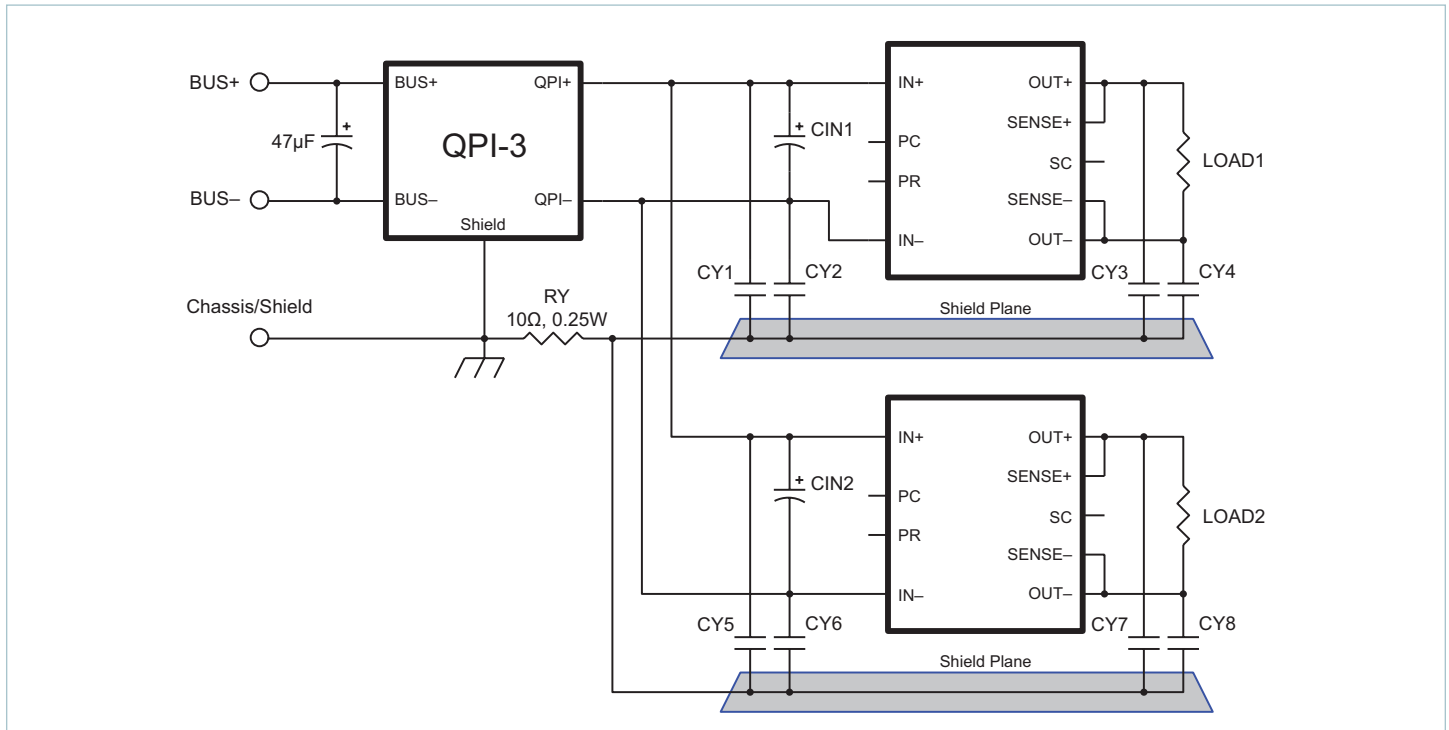 BUS+
47µF
BUS–
BUS+
QPI+
QPI-3
BUS–
QPI–
Shield
CIN1
IN+
OUT+
SENSE+
PC
SC
PR
SENSE–
IN–
OUT–
LOAD1
CY1
CY2
CY3
CY4
Shield Plane
Chassis/Shield
RY
10Ω, 0.25W
CIN2
IN+
OUT+
SENSE+
PC
SC
PR
SENSE–
IN–
OUT–
LOAD2
CY5
CY6
CY7
CY8
Shield Plane
+
+
+